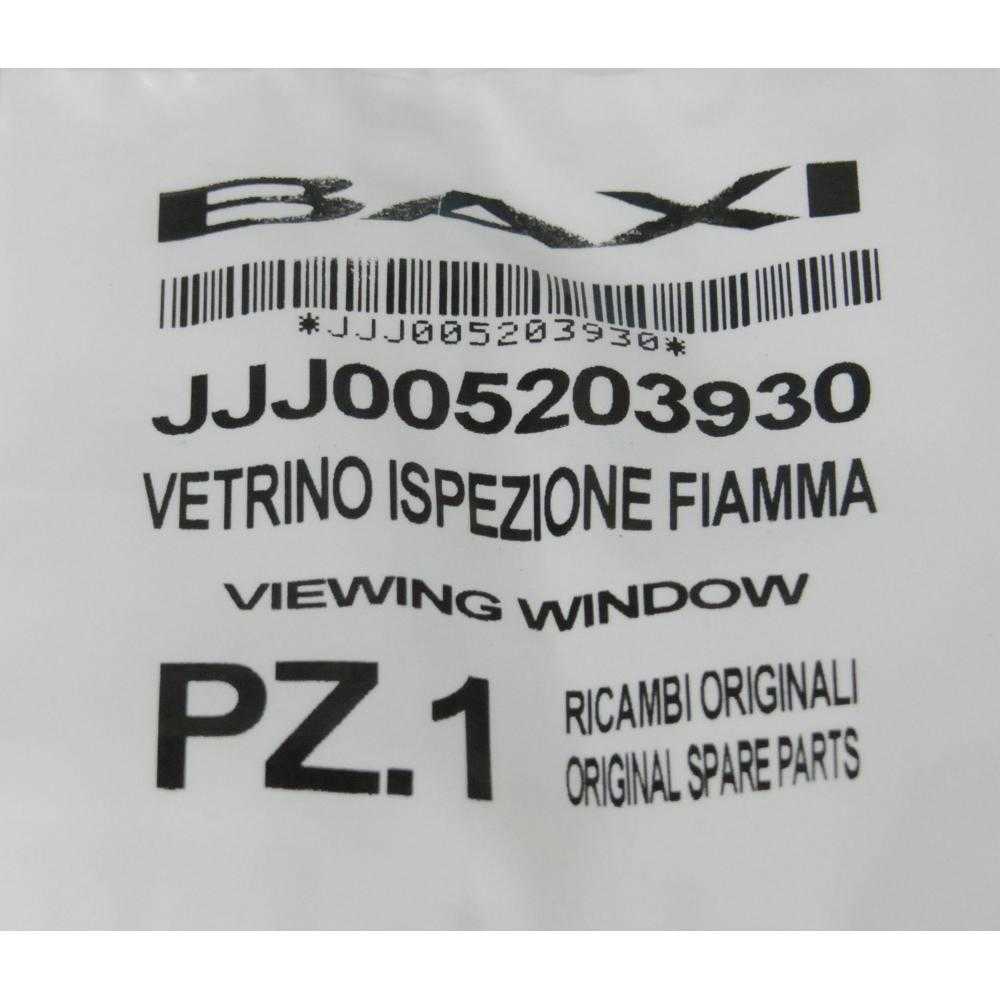 BAXI
*JJJ005203930*
JJJ005203930
VETRINO ISPEZIONE FIAMMA
VIEWING WINDOW
PZ.1
RICAMBI ORIGINALI
ORIGINAL SPARE PARTS